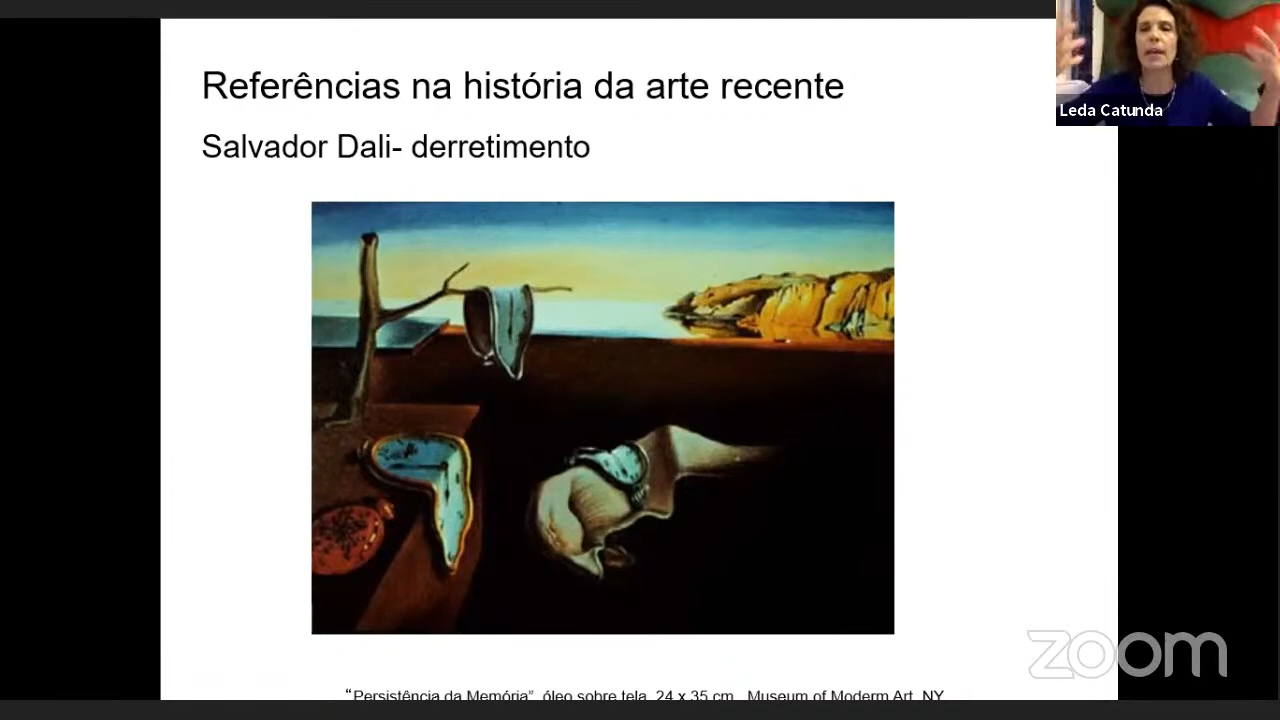 Referências na história da arte recente
Leda Catunda
Salvador Dali- derretimento
zoom
“Persistência da Memória”, óleo sobre tela, 24 x 35 cm, Museum of Moderm Art, NY